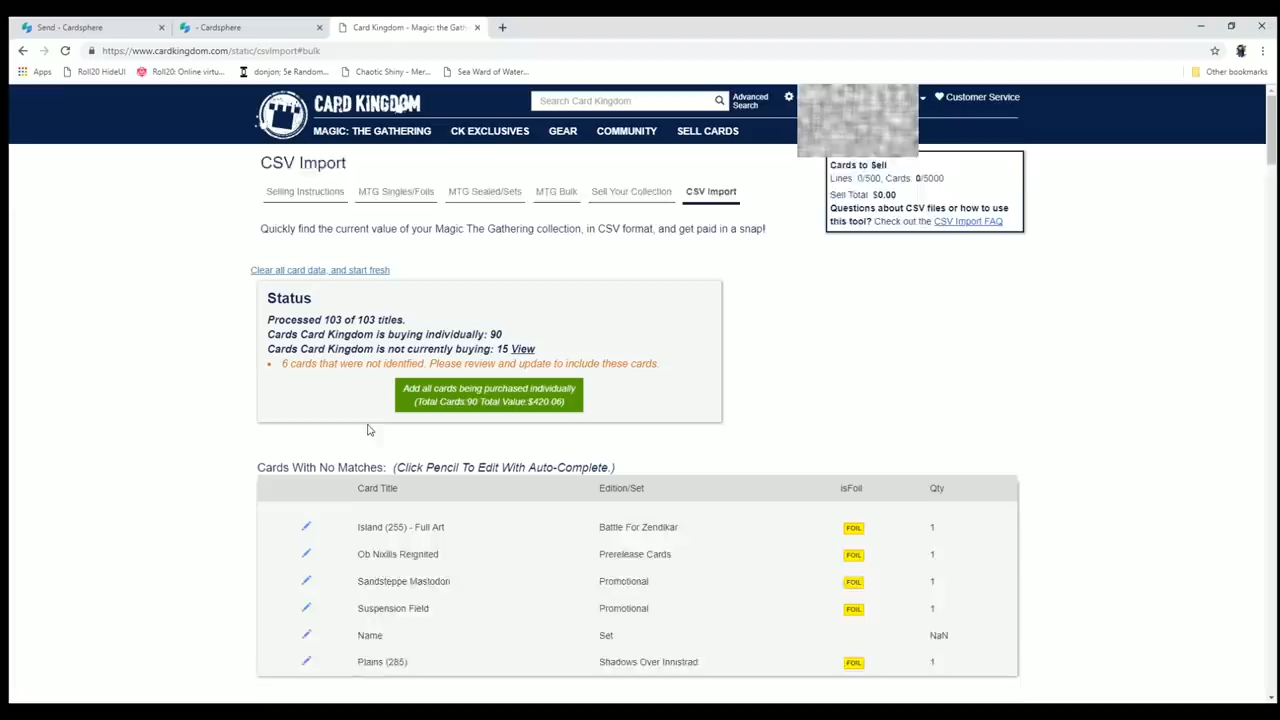 Send - Cardsphere
- Cardsphere
Card Kingdom - Magic: the Gath
https://www.cardkingdom.com/static/csvImport#bulk
Apps
Roll20 HideUI
Roll20: Online virtu...
donjon; 5e Random...
Chaotic Shiny - Mer...
Sea Ward of Water...
Other bookmarks
CARD KINGDOM
Search Card Kingdom
Advanced Search
Customer Service
MAGIC: THE GATHERING
CK EXCLUSIVES
GEAR
COMMUNITY
SELL CARDS
CSV Import
Selling Instructions
MTG Singles/Foils
MTG Sealed/Sets
MTG Bulk
Sell Your Collection
CSV Import
Cards to Sell
Lines: 0/500, Cards: 0/5000
Sell Total $0.00
Questions about CSV files or how to use
this tool? Check out the CSV Import FAQ
Quickly find the current value of your Magic The Gathering collection, in CSV format, and get paid in a snap!
Clear all card data, and start fresh
Status
Processed 103 of 103 titles.
Cards Card Kingdom is buying individually: 90
Cards Card Kingdom is not currently buying: 15 View
• 6 cards that were not identfied. Please review and update to include these cards.
Add all cards being purchased individually
(Total Cards:90 Total Value:$420.06)
Cards With No Matches: (Click Pencil To Edit With Auto-Complete.)
Card Title Edition/Set isFoil Qty
Island (255) - Full Art Battle For Zendikar FOIL 1
Ob Nixilis Reignited Prerelease Cards FOIL 1
Sandsteppe Mastodon Promotional FOIL 1
Suspension Field Promotional FOIL 1
Name Set NaN
Plains (285) Shadows Over Innistrad FOIL 1